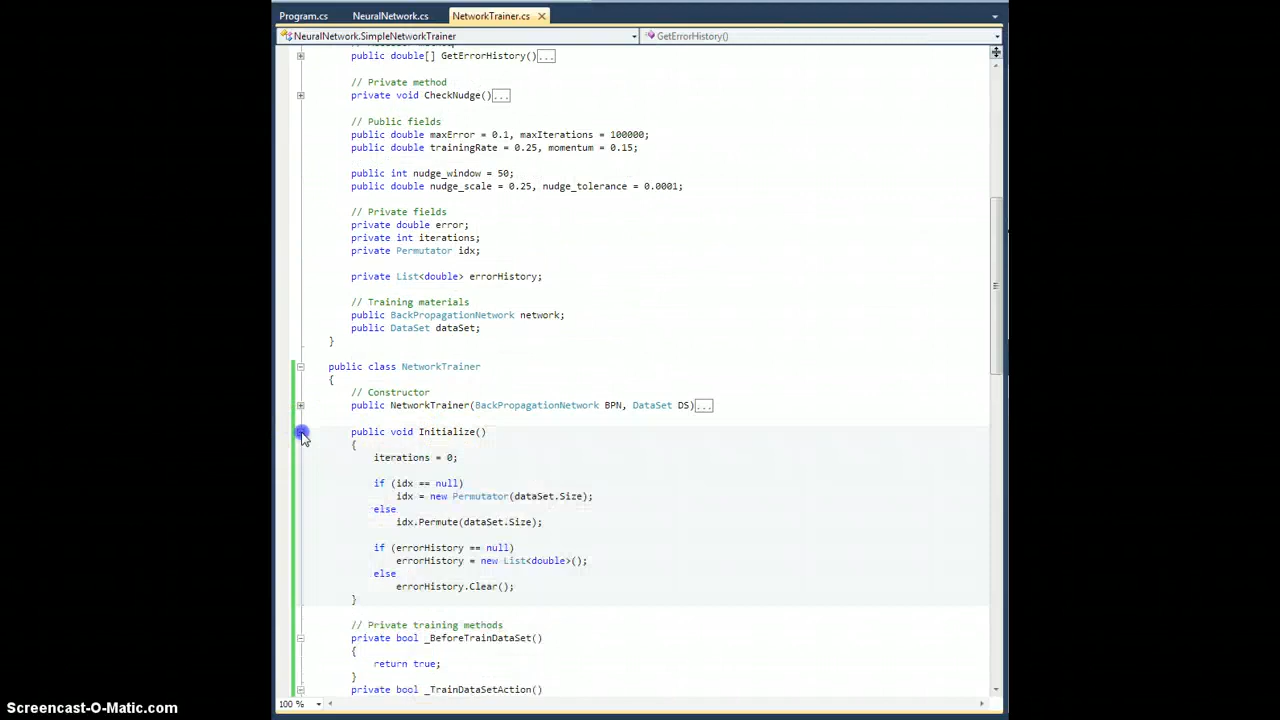 Program.cs NeuralNetwork.cs NetworkTrainer.cs
NeuralNetwork.SimpleNetworkTrainer GetErrorHistory()
public double[] GetErrorHistory()...
// Private method
private void CheckNudge()...
// Public fields
public double maxError = 0.1, maxIterations = 100000;
public double trainingRate = 0.25, momentum = 0.15;
public int nudge_window = 50;
public double nudge_scale = 0.25, nudge_tolerance = 0.0001;
// Private fields
private double error;
private int iterations;
private Permutator idx;
private List<double> errorHistory;
// Training materials
public BackPropagationNetwork network;
public DataSet dataSet;
}
public class NetworkTrainer
{
// Constructor
public NetworkTrainer(BackPropagationNetwork BPN, DataSet DS)...
public void Initialize()
{
iterations = 0;
if (idx == null)
idx = new Permutator(dataSet.Size);
else
idx.Permute(dataSet.Size);
if (errorHistory == null)
errorHistory = new List<double>();
else
errorHistory.Clear();
}
// Private training methods
private bool _BeforeTrainDataSet()
{
return true;
}
private bool _TrainDataSetAction()
100 %
Screencast-O-Matic.com